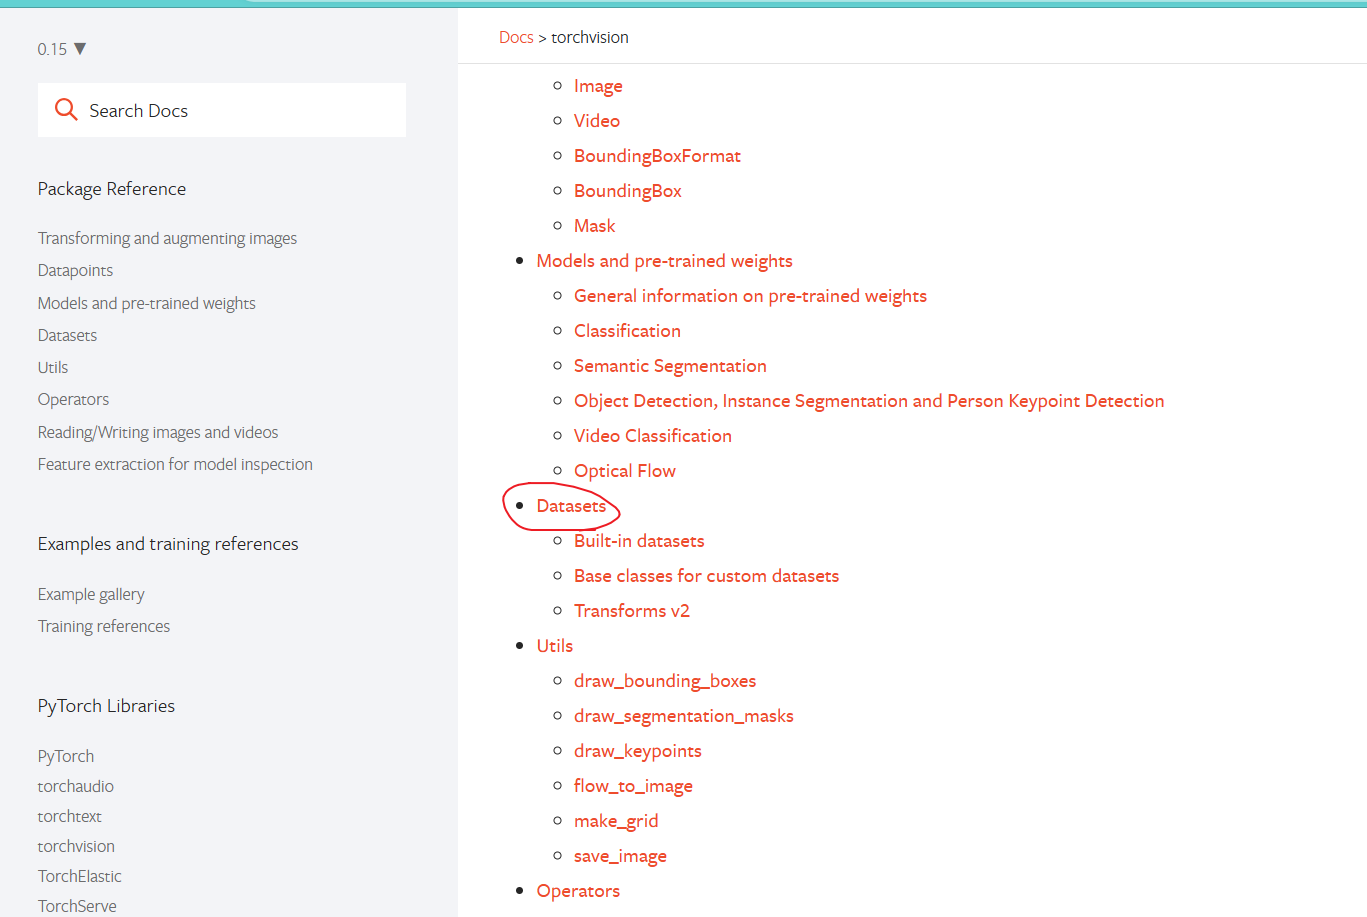 0.15 ▼
Search Docs
Package Reference
Transforming and augmenting images
Datapoints
Models and pre-trained weights
Datasets
Utils
Operators
Reading/Writing images and videos
Feature extraction for model inspection
Examples and training references
Example gallery
Training references
PyTorch Libraries
PyTorch
torchaudio
torchtext
torchvision
TorchElastic
TorchServe
Docs > torchvision
Image
Video
BoundingBoxFormat
BoundingBox
Mask
Models and pre-trained weights
General information on pre-trained weights
Classification
Semantic Segmentation
Object Detection, Instance Segmentation and Person Keypoint Detection
Video Classification
Optical Flow
Datasets
Built-in datasets
Base classes for custom datasets
Transforms v2
Utils
draw_bounding_boxes
draw_segmentation_masks
draw_keypoints
flow_to_image
make_grid
save_image
Operators